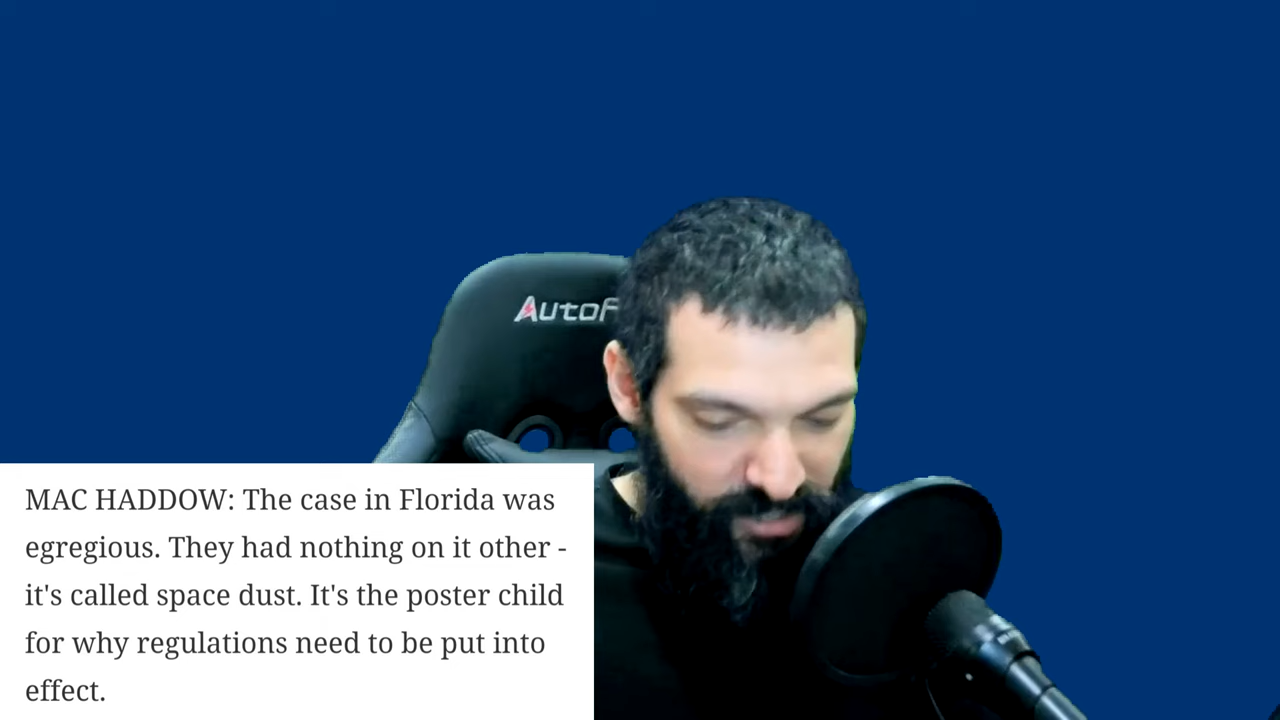 Autof
MAC HADDOW: The case in Florida was
egregious. They had nothing on it other -
it's called space dust. It's the poster child
for why regulations need to be put into
effect.